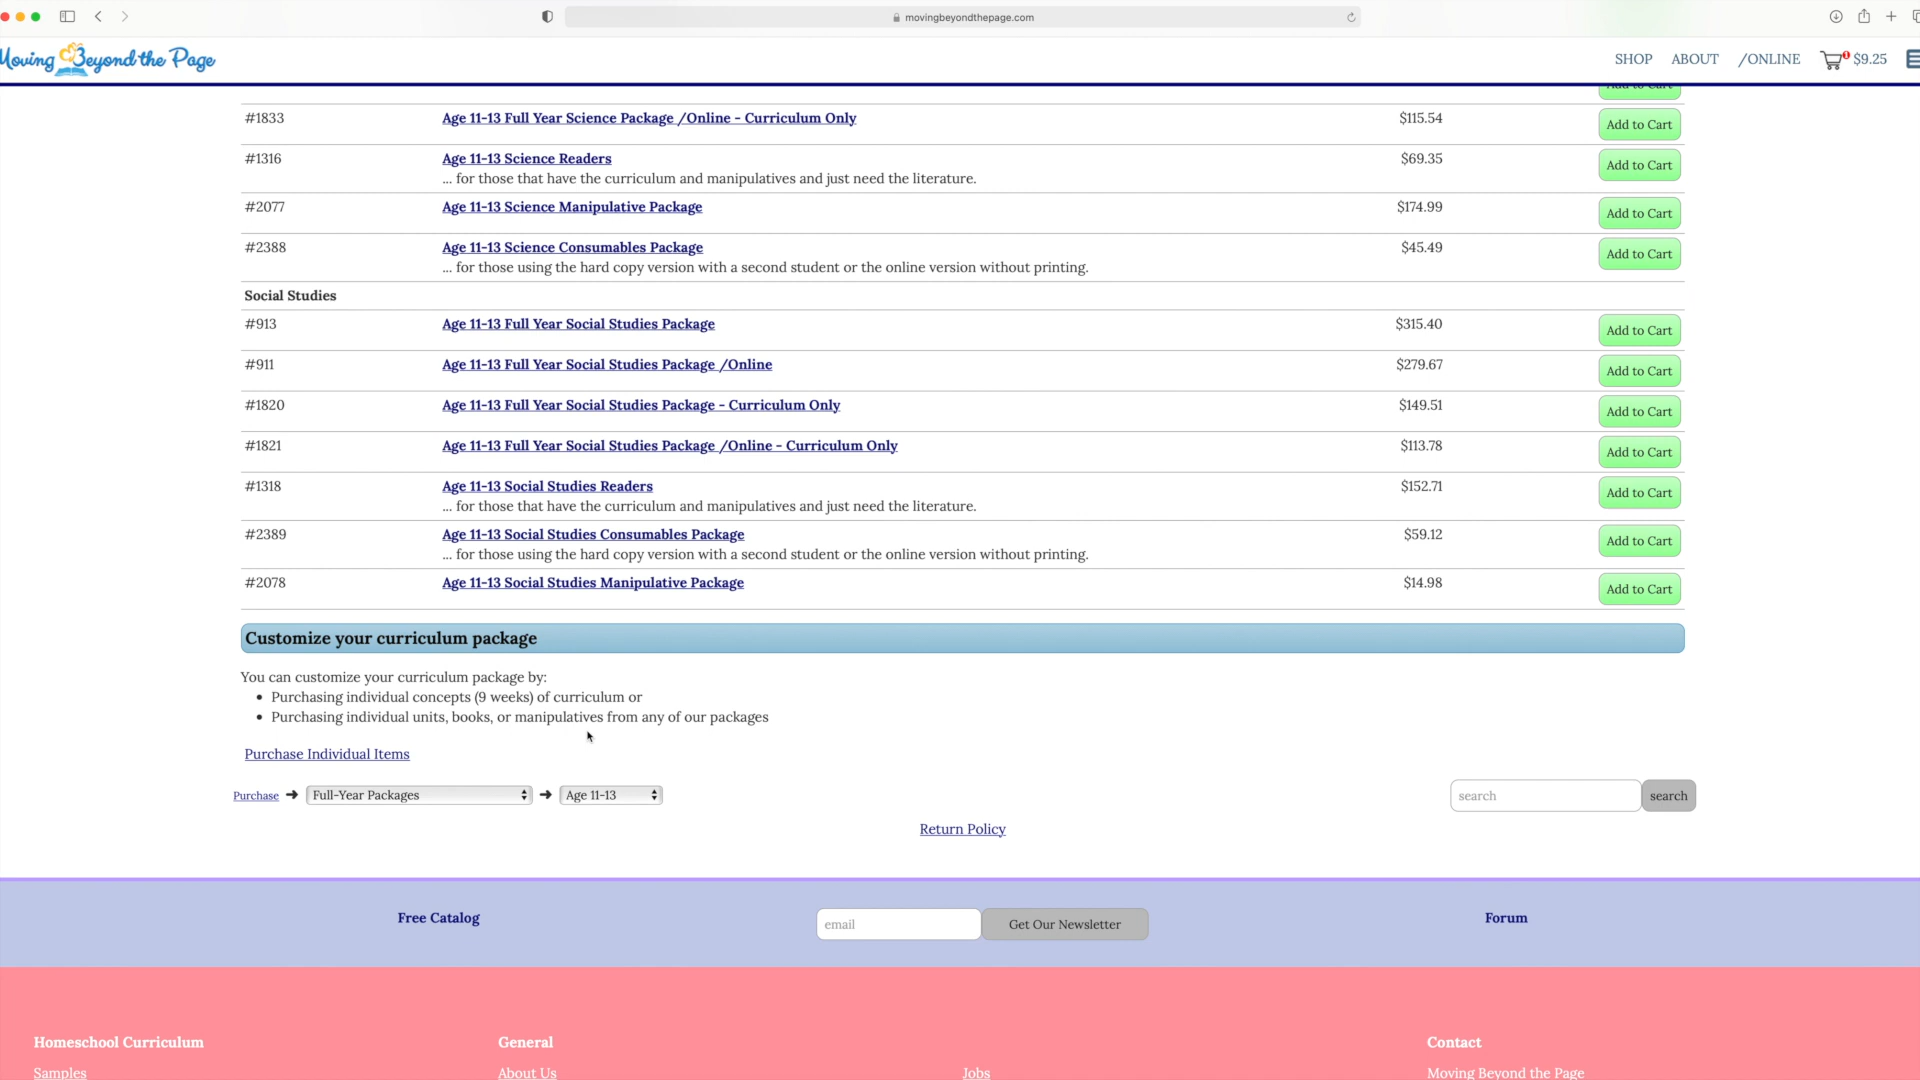 movingbeyondthepage.com
Moving Beyond the Page
SHOP ABOUT /ONLINE 1 $9.25
Add to Cart
#1833 Age 11-13 Full Year Science Package /Online - Curriculum Only $115.54 Add to Cart
#1316 Age 11-13 Science Readers $69.35 Add to Cart
... for those that have the curriculum and manipulatives and just need the literature.
#2077 Age 11-13 Science Manipulative Package $174.99 Add to Cart
#2388 Age 11-13 Science Consumables Package $45.49 Add to Cart
... for those using the hard copy version with a second student or the online version without printing.
Social Studies
#913 Age 11-13 Full Year Social Studies Package $315.40 Add to Cart
#911 Age 11-13 Full Year Social Studies Package /Online $279.67 Add to Cart
#1820 Age 11-13 Full Year Social Studies Package - Curriculum Only $149.51 Add to Cart
#1821 Age 11-13 Full Year Social Studies Package /Online - Curriculum Only $113.78 Add to Cart
#1318 Age 11-13 Social Studies Readers $152.71 Add to Cart
... for those that have the curriculum and manipulatives and just need the literature.
#2389 Age 11-13 Social Studies Consumables Package $59.12 Add to Cart
... for those using the hard copy version with a second student or the online version without printing.
#2078 Age 11-13 Social Studies Manipulative Package $14.98 Add to Cart
Customize your curriculum package
You can customize your curriculum package by:
• Purchasing individual concepts (9 weeks) of curriculum or
• Purchasing individual units, books, or manipulatives from any of our packages
Purchase Individual Items
Purchase → Full-Year Packages → Age 11-13 search search
Return Policy
Free Catalog email Get Our Newsletter Forum
Homeschool Curriculum General Contact
Samples About Us Jobs Moving Beyond the Page